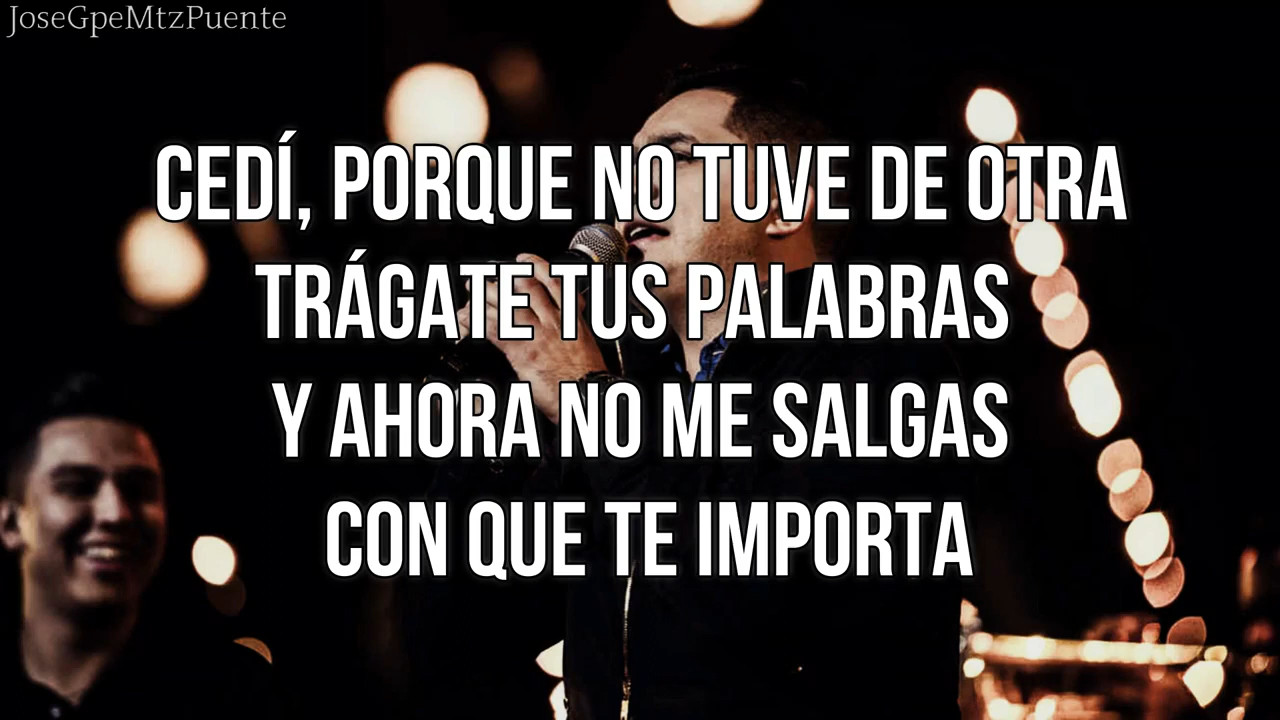 JoseGpeMtzPuente
CEDÍ, PORQUE NO TUVE DE OTRA
TRÁGATE TUS PALABRAS
Y AHORA NO ME SALGAS
CON QUE TE IMPORTA